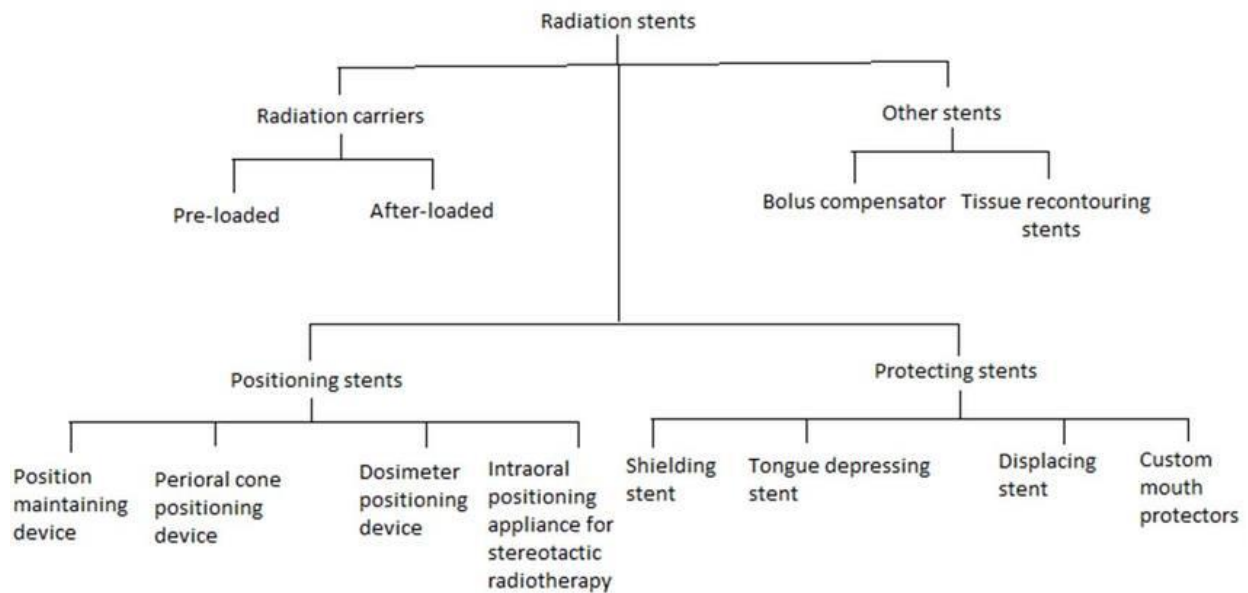 Radiation stents
Radiation carriers
Other stents
Pre-loaded
After-loaded
Bolus compensator
Tissue recontouring
stents
Positioning stents
Protecting stents
Position
maintaining
device
Perioral cone
positioning
device
Dosimeter
positioning
device
Intraoral
positioning
appliance for
stereotactic
radiotherapy
Shielding
stent
Tongue depressing
stent
Displacing
stent
Custom
mouth
protectors